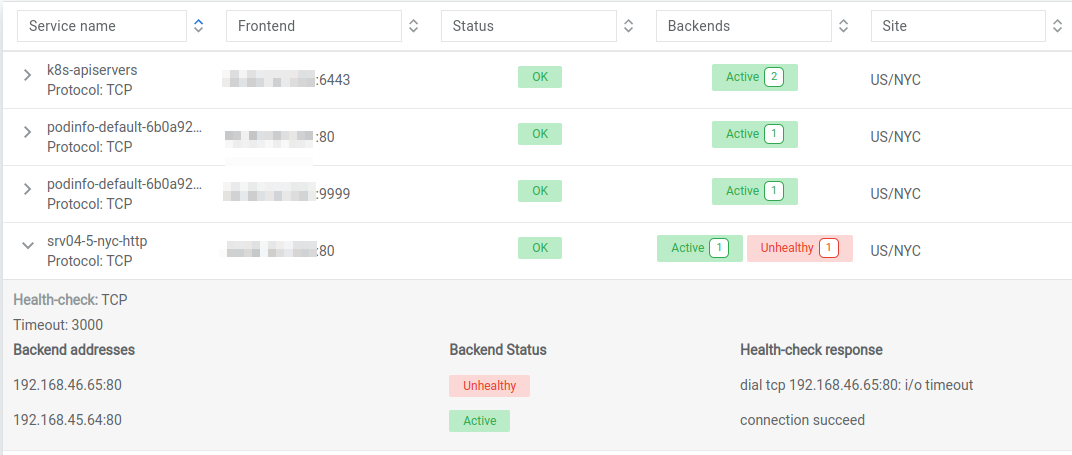 Service name Frontend Status Backends Site
k8s-apiservers
Protocol: TCP
:6443 OK Active 2 US/NYC
podinfo-default-6b0a92...
Protocol: TCP
:80 OK Active 1 US/NYC
podinfo-default-6b0a92...
Protocol: TCP
:9999 OK Active 1 US/NYC
srv04-5-nyc-http
Protocol: TCP
:80 OK Active 1 Unhealthy 1 US/NYC
Health-check: TCP
Timeout: 3000
Backend addresses Backend Status Health-check response
192.168.46.65:80 Unhealthy dial tcp 192.168.46.65:80: i/o timeout
192.168.45.64:80 Active connection succeed